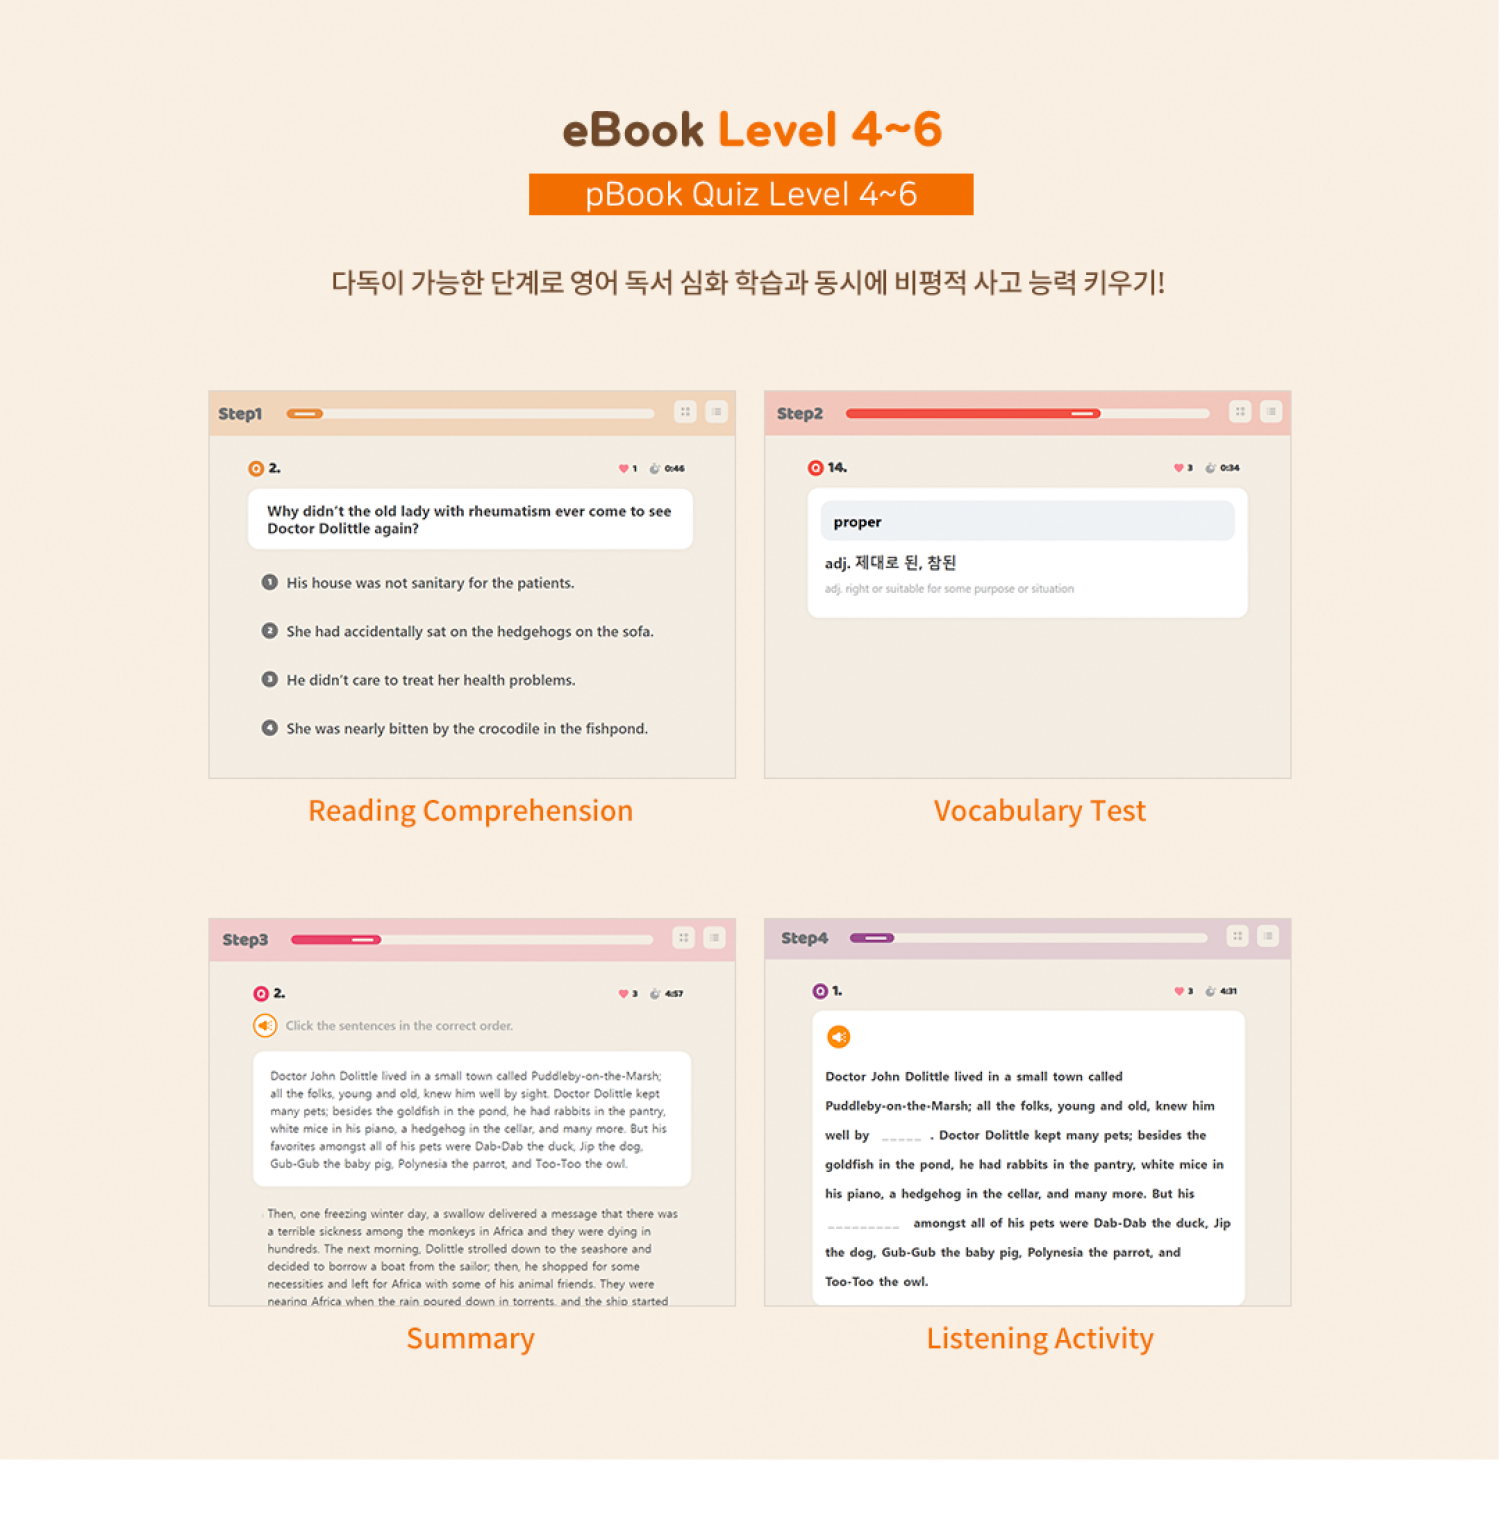 eBook Level 4~6
pBook Quiz Level 4~6
다독이 가능한 단계로 영어 독서 심화 학습과 동시에 비평적 사고 능력 키우기!
Step1
Q 2.
1 0:46
Why didn't the old lady with rheumatism ever come to see
Doctor Dolittle again?
1 His house was not sanitary for the patients.
2 She had accidentally sat on the hedgehogs on the sofa.
3 He didn't care to treat her health problems.
4 She was nearly bitten by the crocodile in the fishpond.
Reading Comprehension
Step2
Q 14.
3 0:34
proper
adj. 제대로 된, 참된
adj. right or suitable for some purpose or situation
Vocabulary Test
Step3
Q 2.
3 4:57
Click the sentences in the correct order.
Doctor John Dolittle lived in a small town called Puddleby-on-the-Marsh;
all the folks, young and old, knew him well by sight. Doctor Dolittle kept
many pets; besides the goldfish in the pond, he had rabbits in the pantry,
white mice in his piano, a hedgehog in the cellar, and many more. But his
favorites amongst all of his pets were Dab-Dab the duck, Jip the dog,
Gub-Gub the baby pig, Polynesia the parrot, and Too-Too the owl.
Then, one freezing winter day, a swallow delivered a message that there was
a terrible sickness among the monkeys in Africa and they were dying in
hundreds. The next morning, Dolittle strolled down to the seashore and
decided to borrow a boat from the sailor; then, he shopped for some
necessities and left for Africa with some of his animal friends. They were
nearing Africa when the rain poured down in torrents, and the ship started
Summary
Step4
Q 1.
3 4:31
Doctor John Dolittle lived in a small town called
Puddleby-on-the-Marsh; all the folks, young and old, knew him
well by _____ . Doctor Dolittle kept many pets; besides the
goldfish in the pond, he had rabbits in the pantry, white mice in
his piano, a hedgehog in the cellar, and many more. But his
_________ amongst all of his pets were Dab-Dab the duck, Jip
the dog, Gub-Gub the baby pig, Polynesia the parrot, and
Too-Too the owl.
Listening Activity